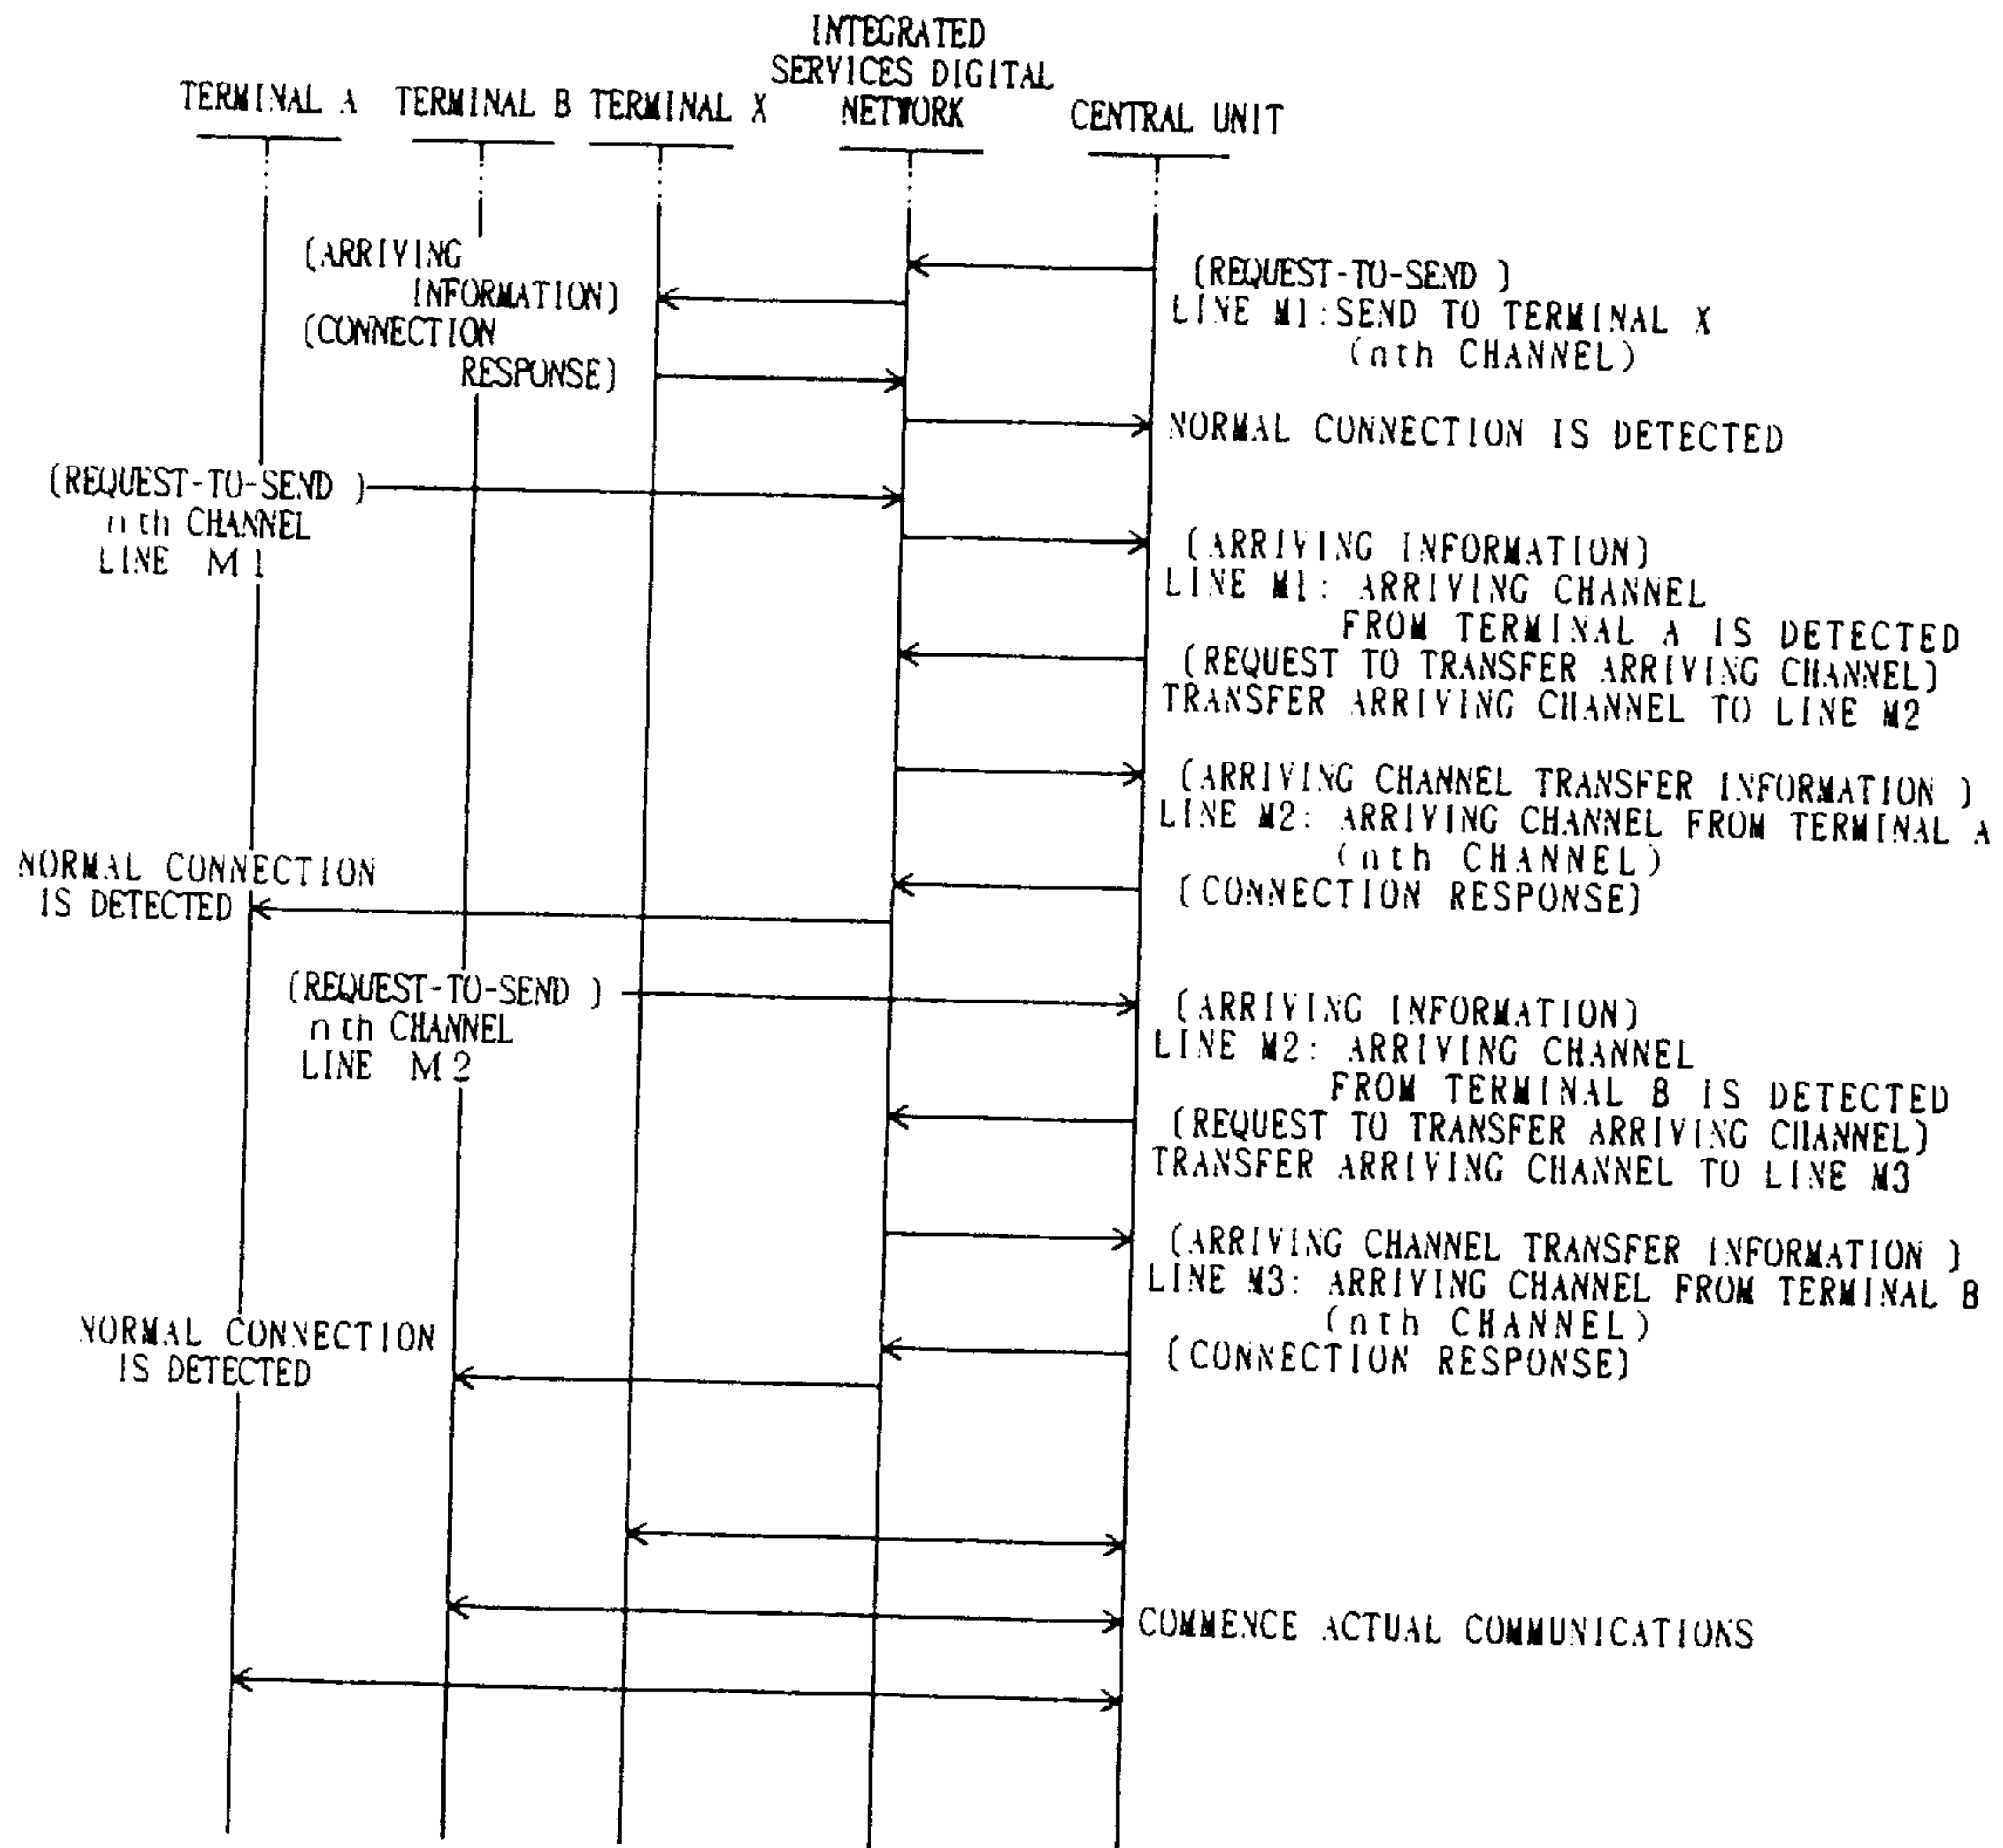 INTEGRATED
SERVICES DIGITAL
NETWORK
TERMINAL A
TERMINAL B
TERMINAL X
CENTRAL UNIT
(ARRIVING
INFORMATION)
(CONNECTION
RESPONSE)
(REQUEST-TO-SEND )
LINE M1:SEND TO TERMINAL X
(nth CHANNEL)
NORMAL CONNECTION IS DETECTED
(REQUEST-TO-SEND )
nth CHANNEL
LINE M1
(ARRIVING INFORMATION)
LINE M1: ARRIVING CHANNEL
FROM TERMINAL A IS DETECTED
(REQUEST TO TRANSFER ARRIVING CHANNEL)
TRANSFER ARRIVING CHANNEL TO LINE M2
(ARRIVING CHANNEL TRANSFER INFORMATION )
LINE M2: ARRIVING CHANNEL FROM TERMINAL A
(nth CHANNEL)
(CONNECTION RESPONSE)
NORMAL CONNECTION
IS DETECTED
(REQUEST-TO-SEND )
nth CHANNEL
LINE M2
(ARRIVING INFORMATION)
LINE M2: ARRIVING CHANNEL
FROM TERMINAL B IS DETECTED
(REQUEST TO TRANSFER ARRIVING CHANNEL)
TRANSFER ARRIVING CHANNEL TO LINE M3
(ARRIVING CHANNEL TRANSFER INFORMATION )
LINE M3: ARRIVING CHANNEL FROM TERMINAL B
(nth CHANNEL)
(CONNECTION RESPONSE)
NORMAL CONNECTION
IS DETECTED
COMMENCE ACTUAL COMMUNICATIONS